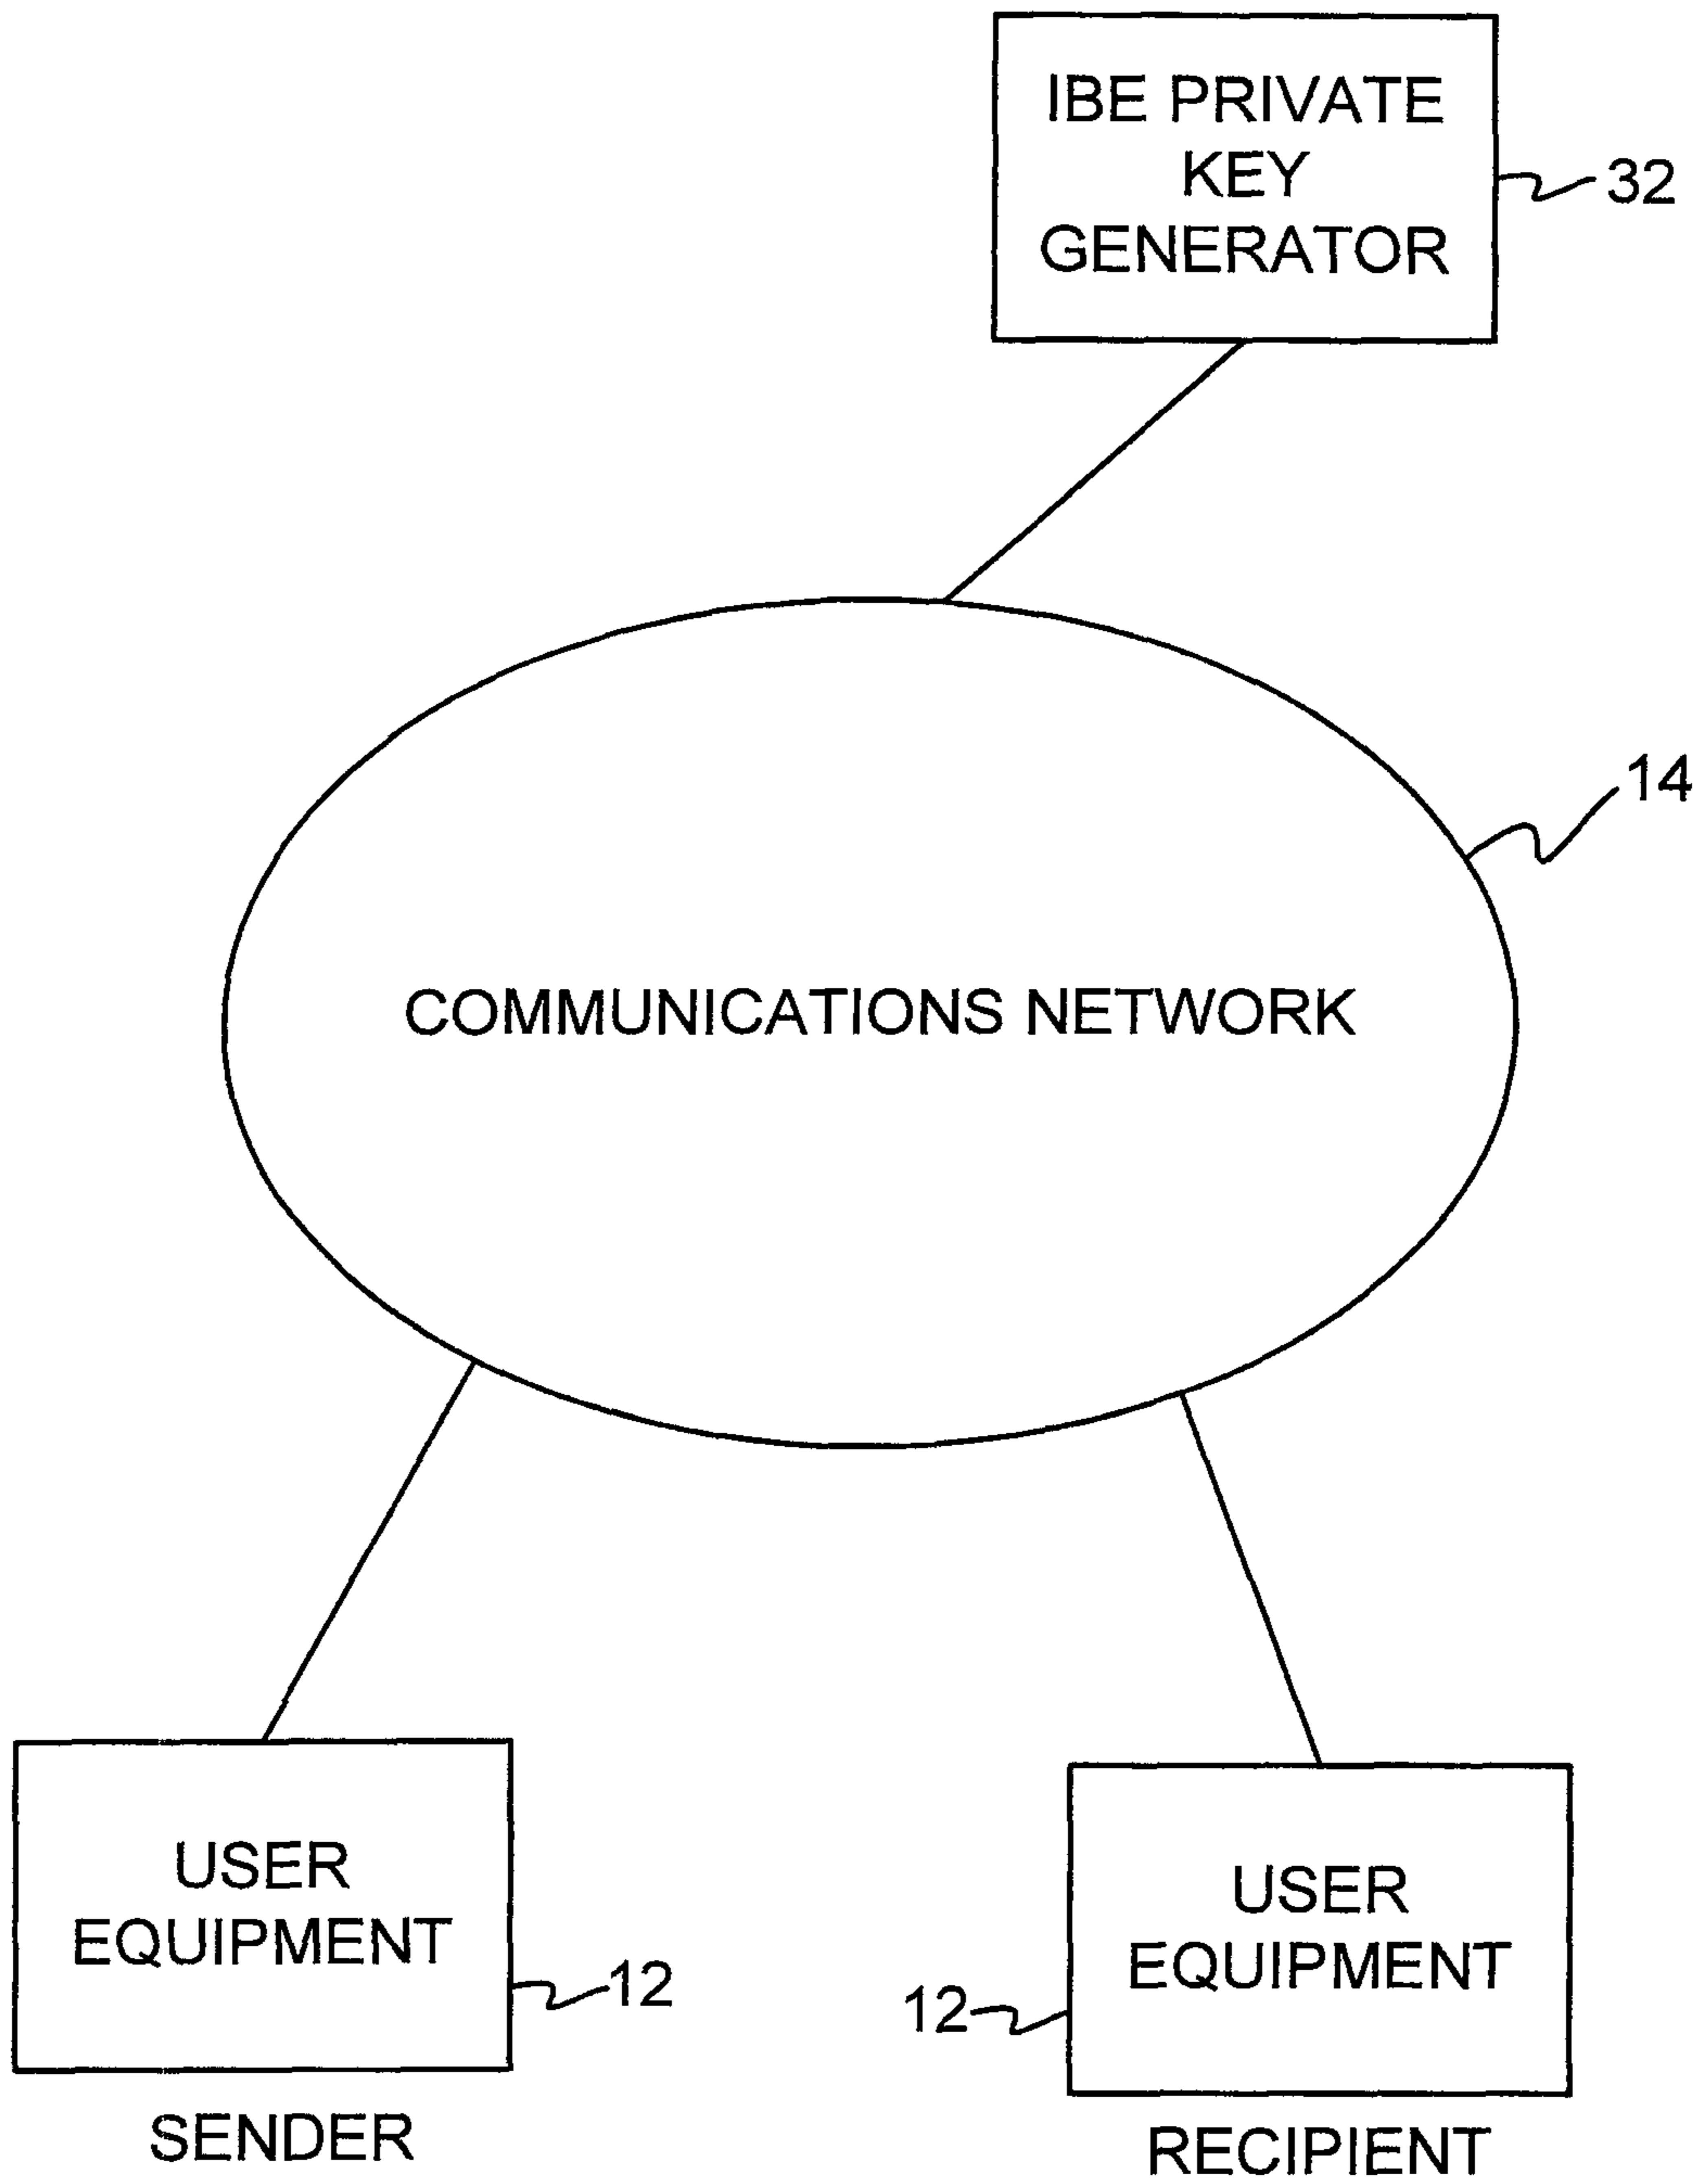 IBE PRIVATE
KEY
GENERATOR
32
14
COMMUNICATIONS NETWORK
USER
EQUIPMENT
12
SENDER
USER
EQUIPMENT
12
RECIPIENT